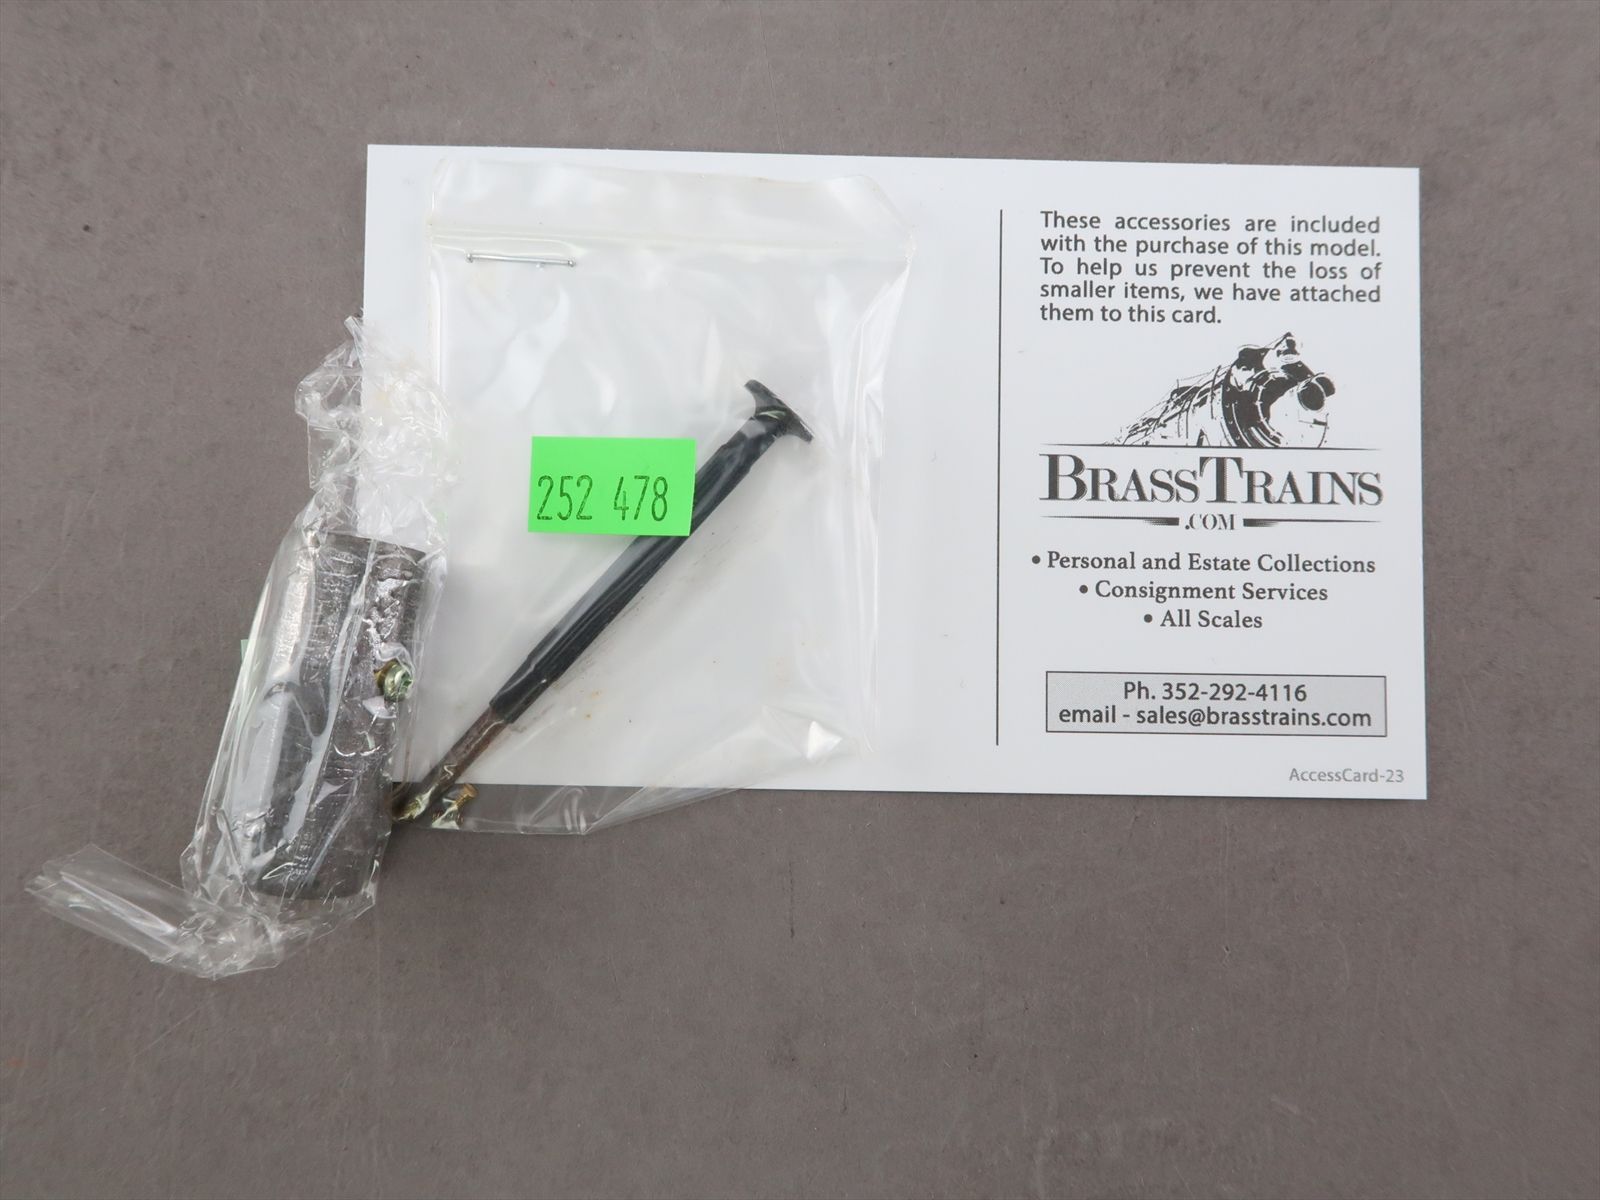 These accessories are included
with the purchase of this model.
To help us prevent the loss of
smaller items, we have attached
them to this card.
BRASSTRAINS
.COM
• Personal and Estate Collections
• Consignment Services
• All Scales
Ph. 352-292-4116
email - sales@brasstrains.com
AccessCard-23
252 478